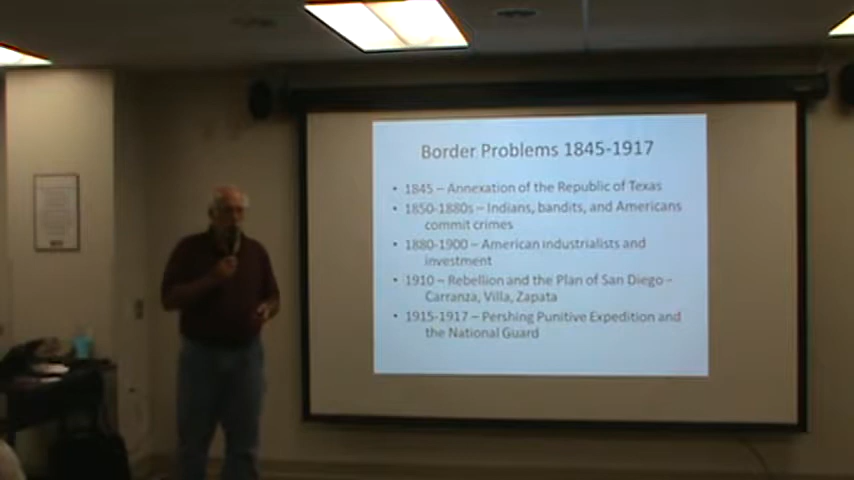 Border Problems 1845-1917
• 1845 – Annexation of the Republic of Texas
• 1850-1880s – Indians, bandits, and Americans
commit crimes
• 1880-1900 – American industrialists and
investment
• 1910 – Rebellion and the Plan of San Diego –
Carranza, Villa, Zapata
• 1915-1917 – Pershing Punitive Expedition and
the National Guard